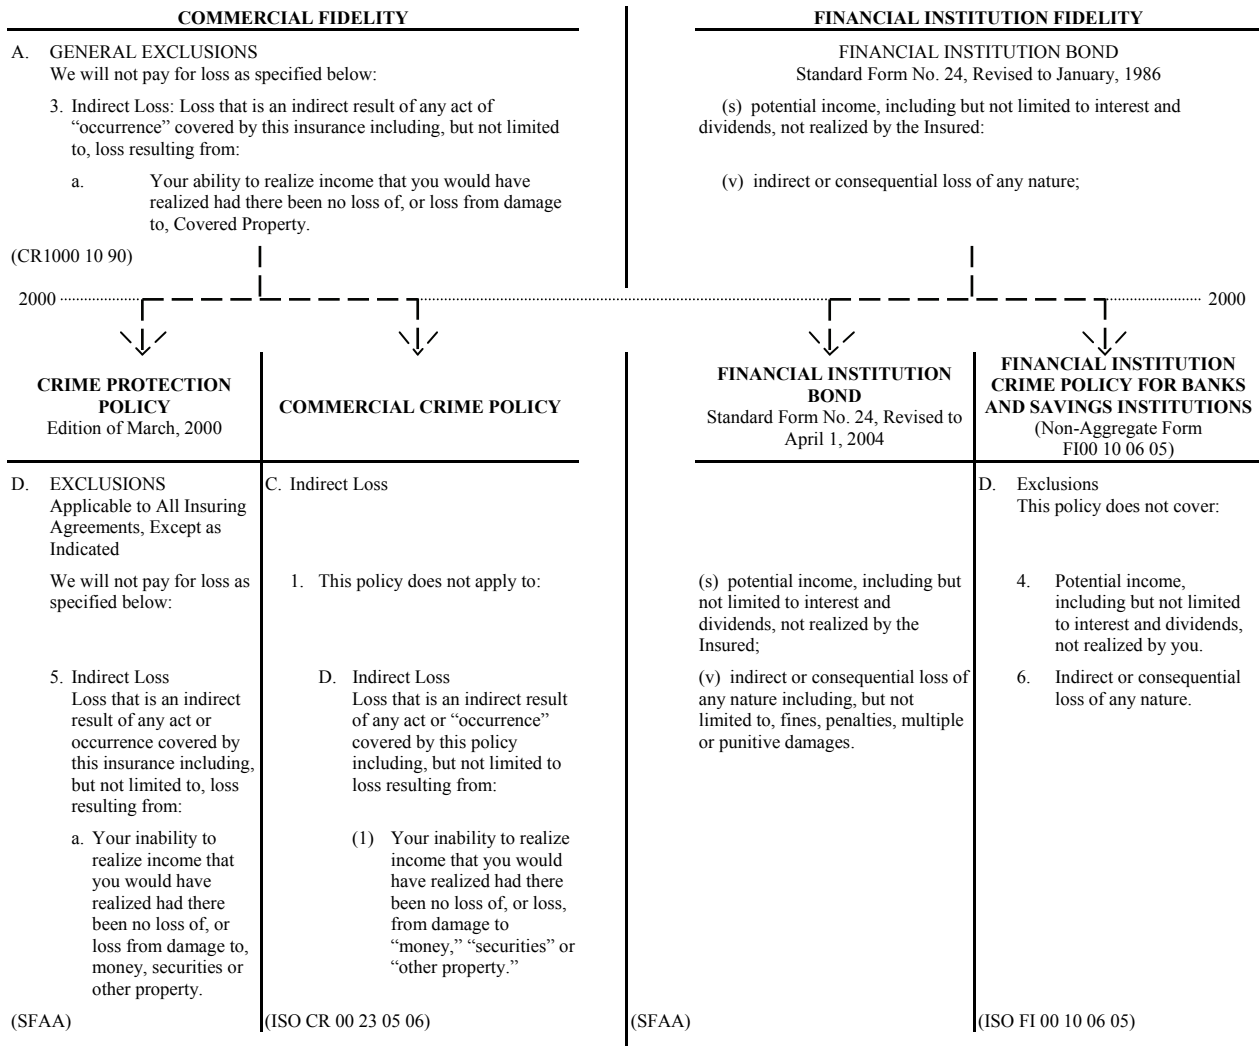 COMMERCIAL FIDELITY
A. GENERAL EXCLUSIONS
We will not pay for loss as specified below:
3. Indirect Loss: Loss that is an indirect result of any act of
“occurrence” covered by this insurance including, but not limited
to, loss resulting from:
a. Your ability to realize income that you would have
realized had there been no loss of, or loss from damage
to, Covered Property.
(CR1000 10 90)
FINANCIAL INSTITUTION FIDELITY
FINANCIAL INSTITUTION BOND
Standard Form No. 24, Revised to January, 1986
(s) potential income, including but not limited to interest and
dividends, not realized by the Insured:
(v) indirect or consequential loss of any nature;
2000
2000
CRIME PROTECTION
POLICY
Edition of March, 2000
D. EXCLUSIONS
Applicable to All Insuring
Agreements, Except as
Indicated
We will not pay for loss as
specified below:
5. Indirect Loss
Loss that is an indirect
result of any act or
occurrence covered by
this insurance including,
but not limited to, loss
resulting from:
a. Your inability to
realize income that
you would have
realized had there
been no loss of, or
loss from damage to,
money, securities or
other property.
(SFAA)
COMMERCIAL CRIME POLICY
C. Indirect Loss
1. This policy does not apply to:
D. Indirect Loss
Loss that is an indirect result
of any act or “occurrence”
covered by this policy
including, but not limited to
loss resulting from:
(1) Your inability to realize
income that you would
have realized had there
been no loss of, or loss,
from damage to
“money,” “securities” or
“other property.”
(ISO CR 00 23 05 06)
FINANCIAL INSTITUTION
BOND
Standard Form No. 24, Revised to
April 1, 2004
(s) potential income, including but
not limited to interest and
dividends, not realized by the
Insured;
(v) indirect or consequential loss of
any nature including, but not
limited to, fines, penalties, multiple
or punitive damages.
(SFAA)
FINANCIAL INSTITUTION
CRIME POLICY FOR BANKS
AND SAVINGS INSTITUTIONS
(Non-Aggregate Form
FI00 10 06 05)
D. Exclusions
This policy does not cover:
4. Potential income,
including but not limited
to interest and dividends,
not realized by you.
6. Indirect or consequential
loss of any nature.
(ISO FI 00 10 06 05)